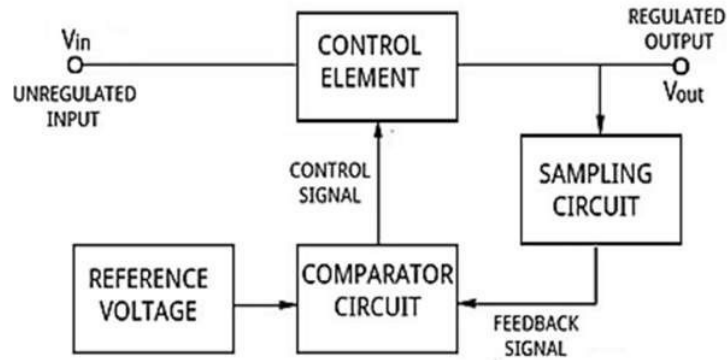 Vin
UNREGULATED
INPUT
CONTROL
ELEMENT
REGULATED
OUTPUT
Vout
CONTROL
SIGNAL
SAMPLING
CIRCUIT
REFERENCE
VOLTAGE
COMPARATOR
CIRCUIT
FEEDBACK
SIGNAL